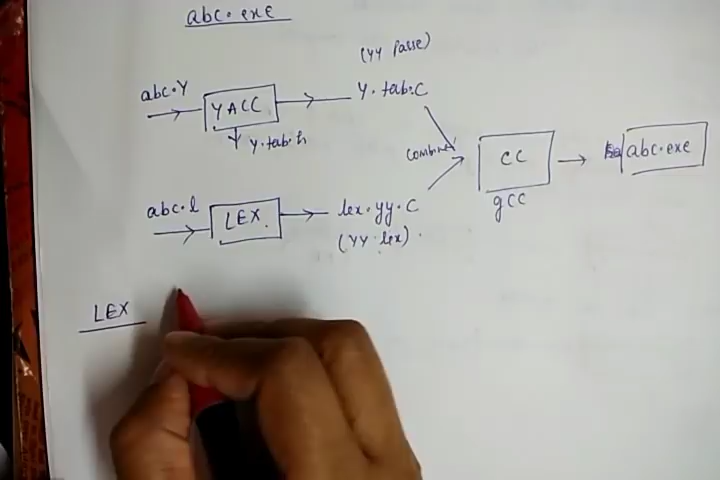 abc.exe
(yy Passe)
abc.Y
YACC
y.tab.C
y.tab.h
combine
CC
abc.exe
gCC
abc.l
LEX.
lex.yy.C
(YY lex).
LEX